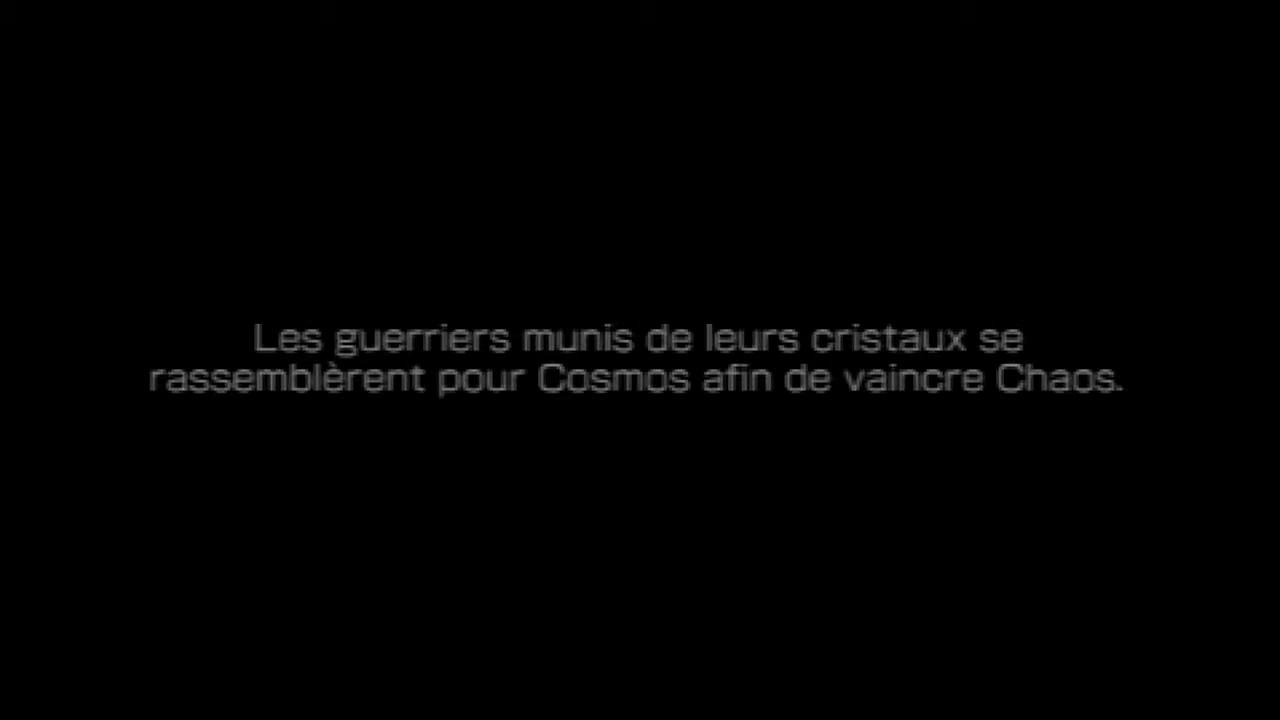 Les guerriers munis de leurs cristaux se
rassemblèrent pour Cosmos afin de vaincre Chaos.